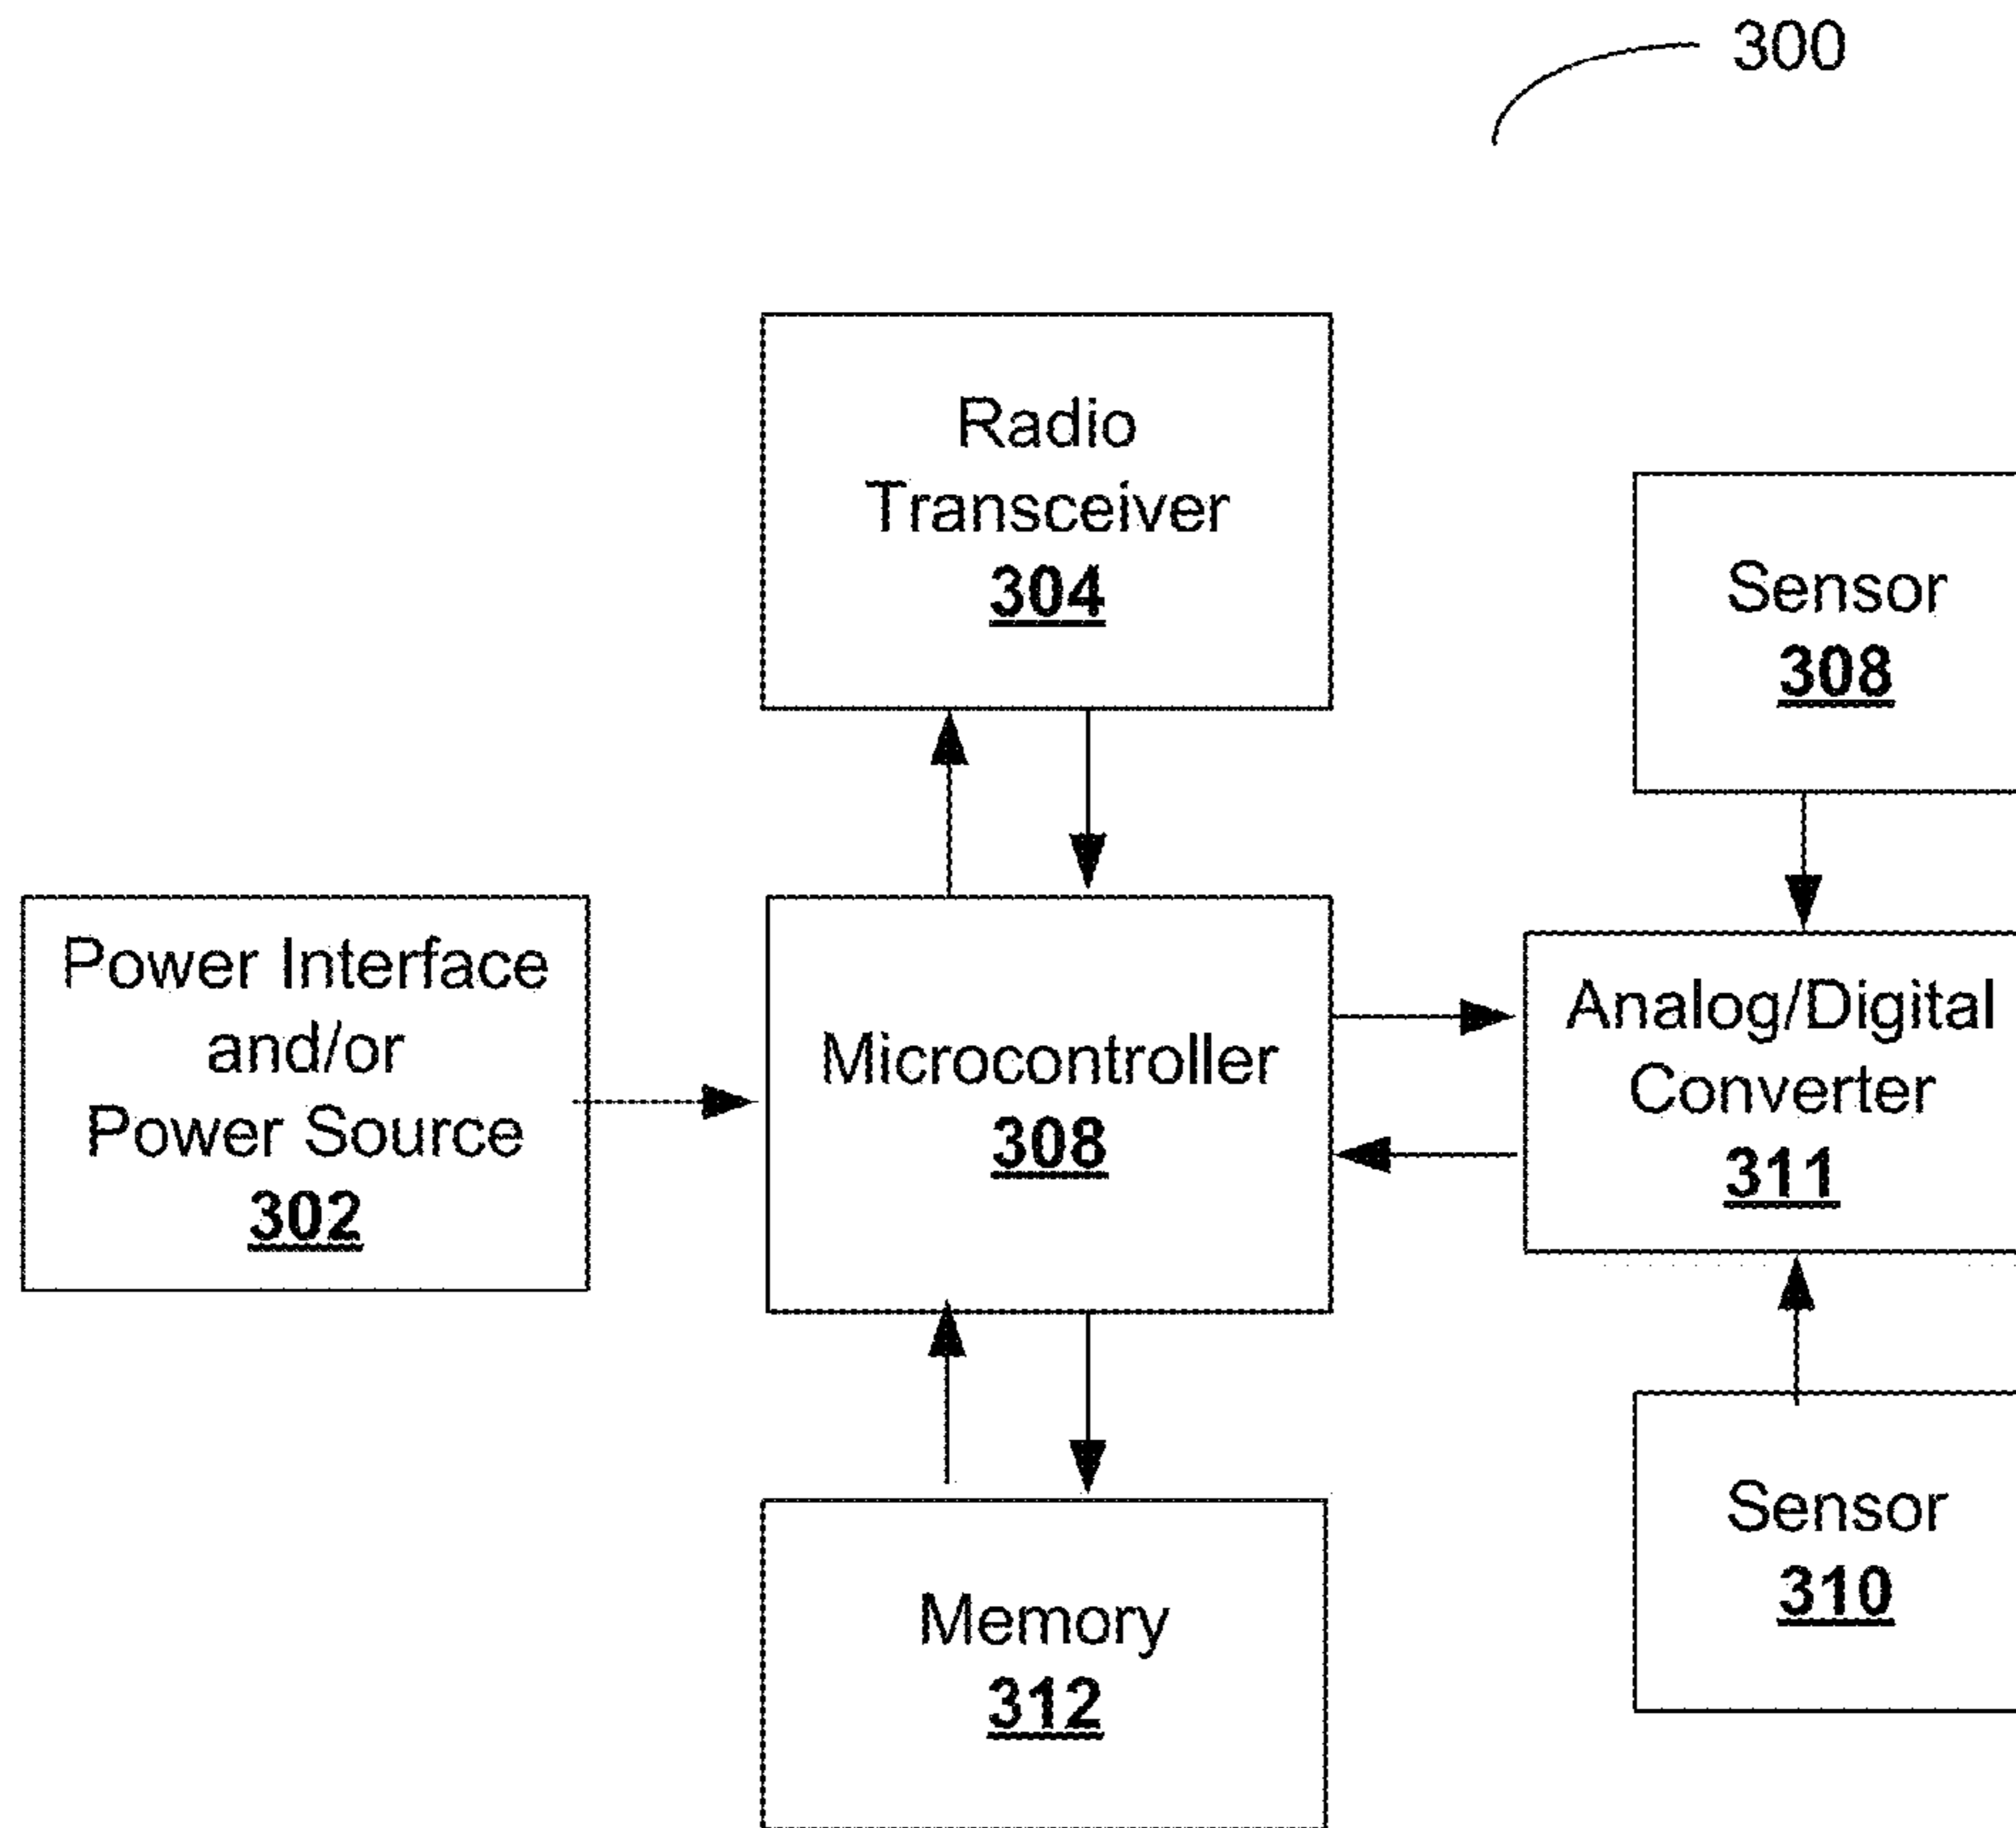 300
Radio
Transceiver
304
Sensor
308
Power Interface
and/or
Power Source
302
Microcontroller
308
Analog/Digital
Converter
311
Memory
312
Sensor
310